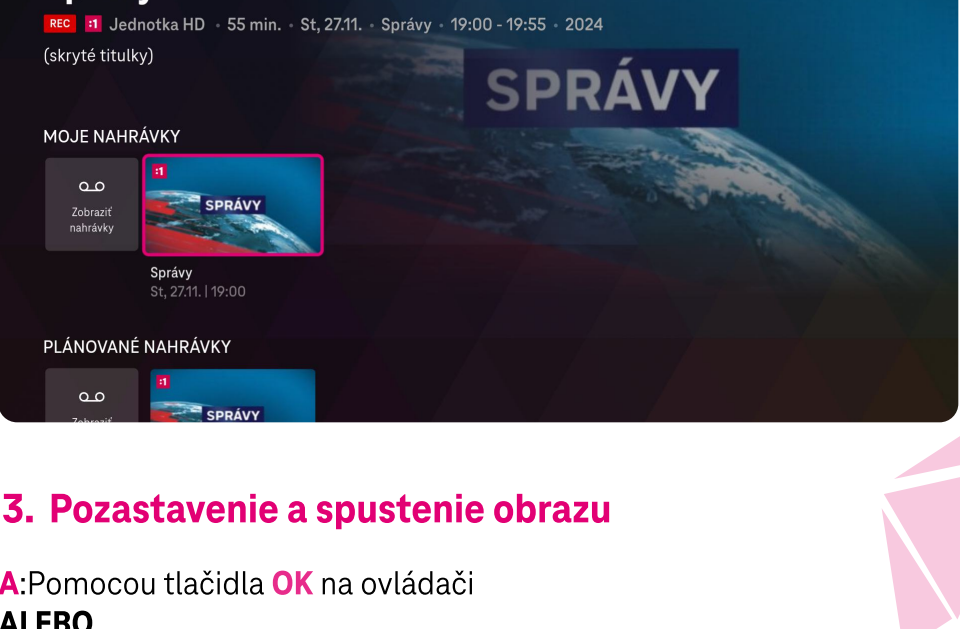 REC :1 Jednotka HD • 55 min. • St, 27.11. • Správy • 19:00 - 19:55 • 2024
(skryté titulky)
SPRÁVY
MOJE NAHRÁVKY
:1
Zobraziť
nahrávky
SPRÁVY
Správy
St, 27.11. | 19:00
PLÁNOVANÉ NAHRÁVKY
:1
Zobraziť
SPRÁVY
3. Pozastavenie a spustenie obrazu
A:Pomocou tlačidla OK na ovládači
ALEBO